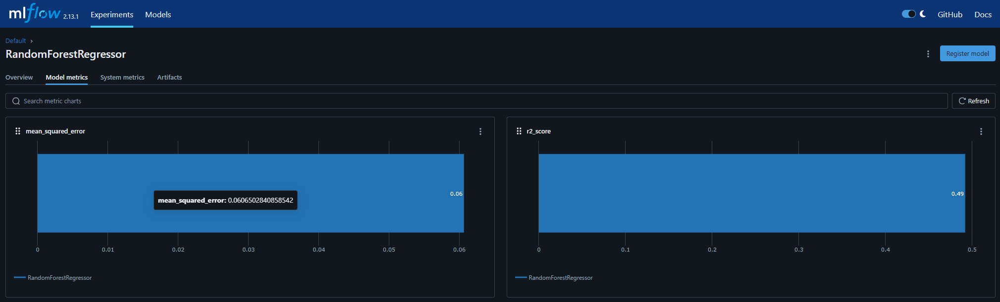 mlflow 2.13.1 Experiments Models GitHub Docs
Default
RandomForestRegressor
Register model
Overview Model metrics System metrics Artifacts
Search metric charts Refresh
mean_squared_error
0.06
mean_squared_error: 0.0606502840858542
0 0.01 0.02 0.03 0.04 0.05 0.06
RandomForestRegressor
r2_score
0.49
0 0.1 0.2 0.3 0.4 0.5
RandomForestRegressor